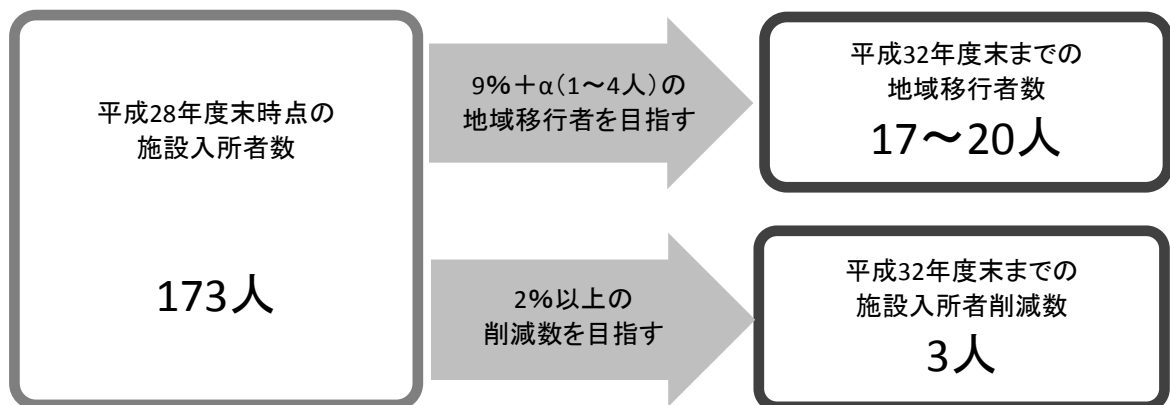 平成28年度末時点の
施設入所者数
173人
9%＋α（1～4人）の
地域移行者を目指す
平成32年度末までの
地域移行者数
17～20人
2%以上の
削減数を目指す
平成32年度末までの
施設入所者削減数
3人